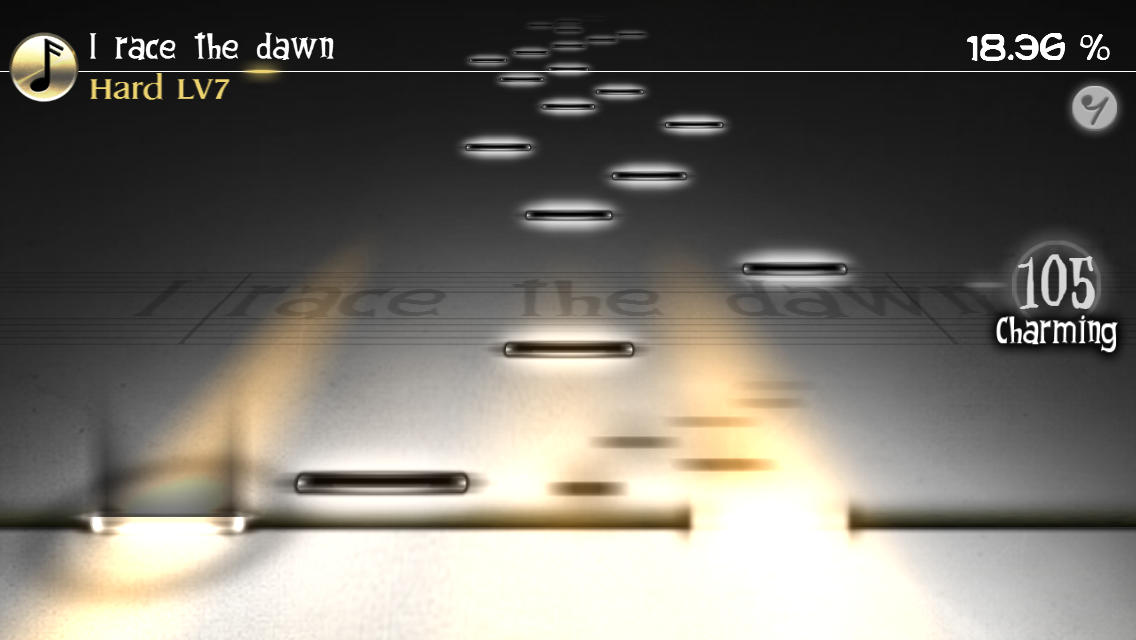 I race the dawn
Hard LV7
18.36 %
I race the dawn
105
Charming